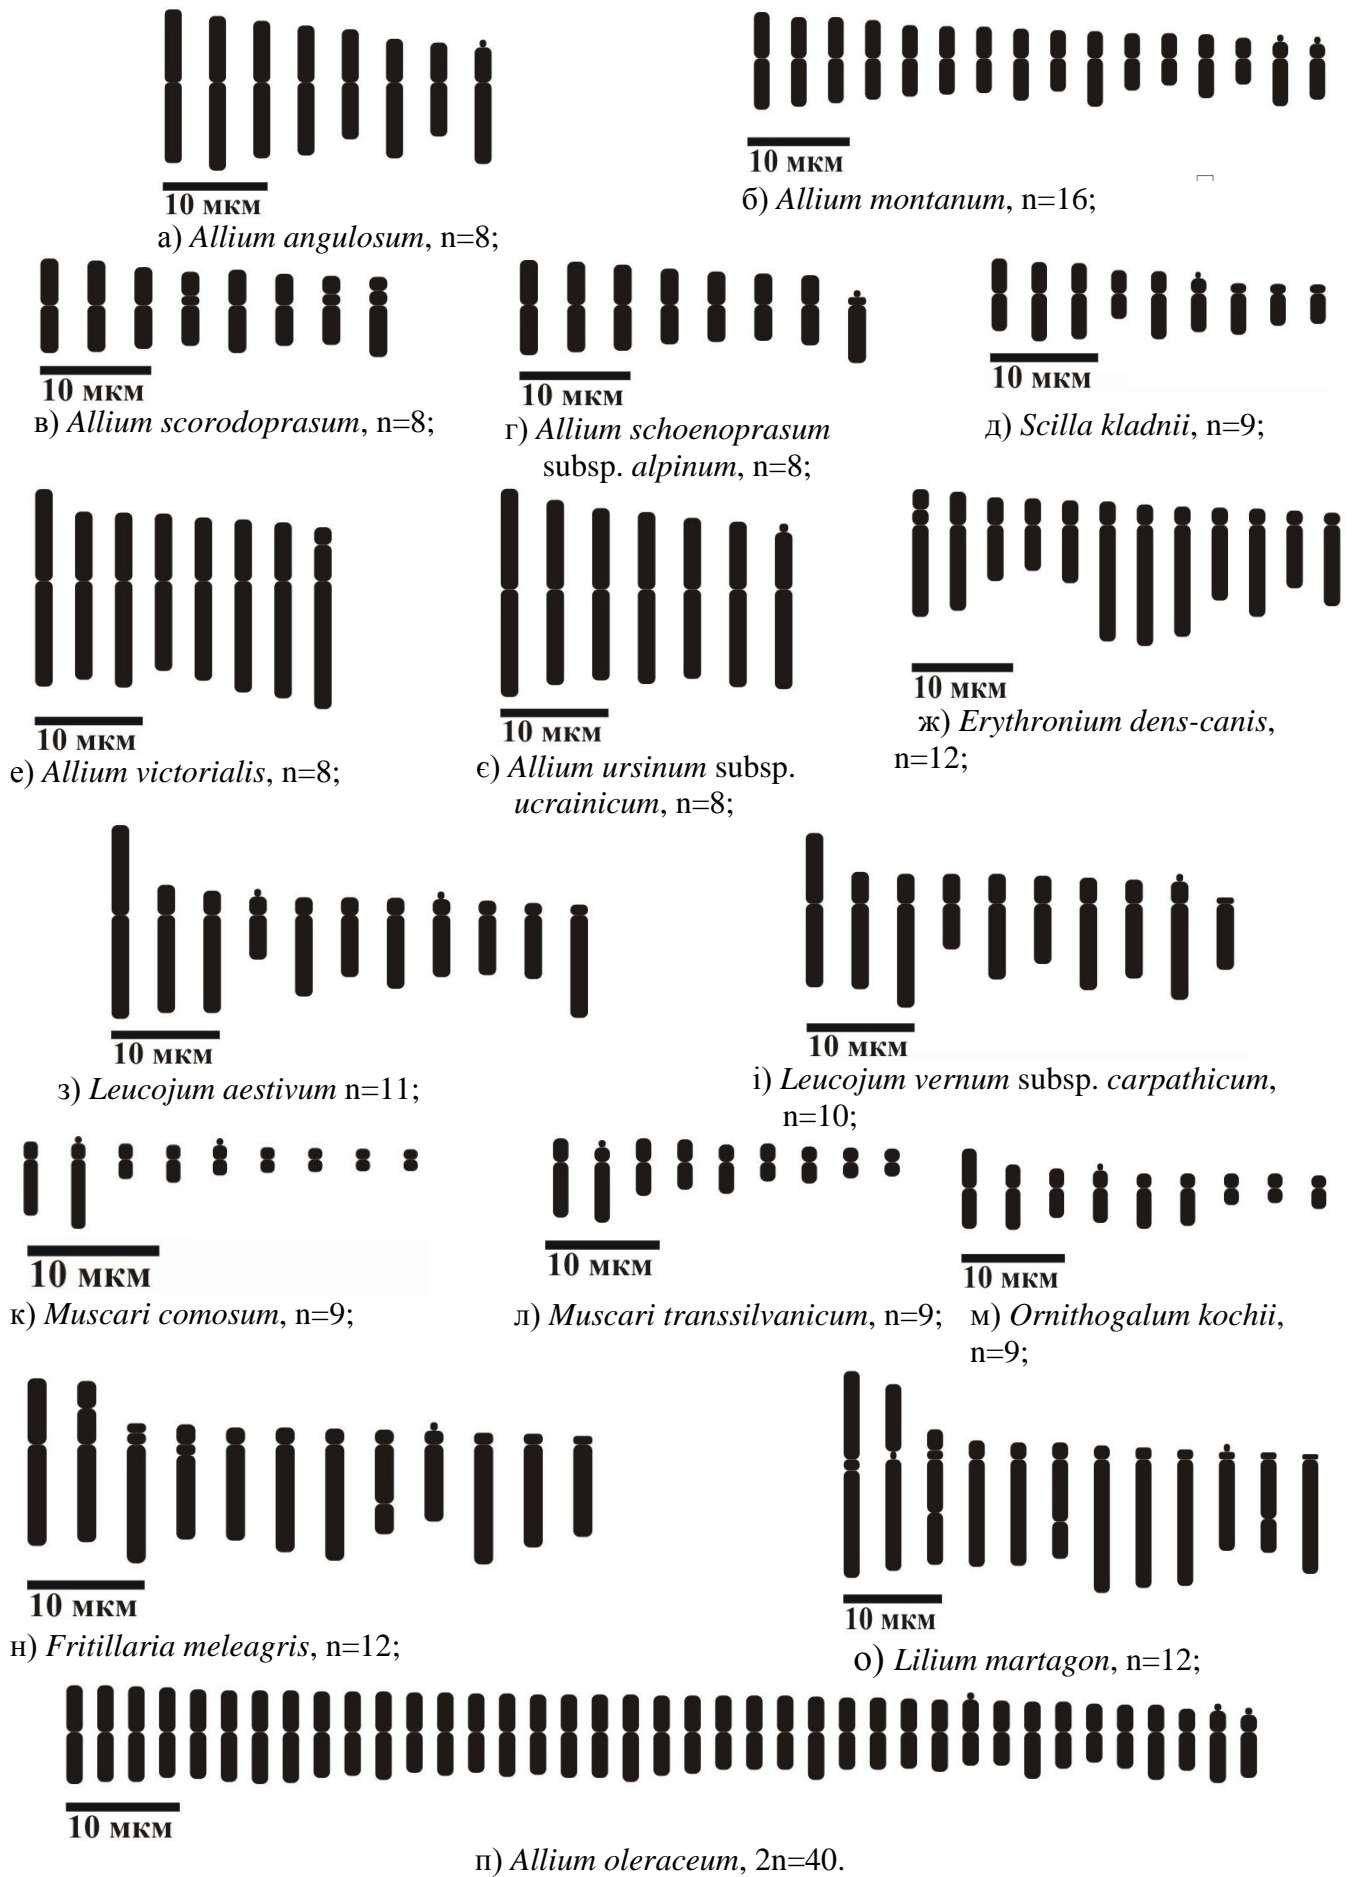 10 мкм
а) Allium angulosum, n=8;
10 мкм
б) Allium montanum, n=16;
10 мкм
в) Allium scorodoprasum, n=8;
10 мкм
г) Allium schoenoprasum
subsp. alpinum, n=8;
10 мкм
д) Scilla kladnii, n=9;
10 мкм
е) Allium victorialis, n=8;
10 мкм
є) Allium ursinum subsp.
ucrainicum, n=8;
10 мкм
ж) Erythronium dens-canis,
n=12;
10 мкм
з) Leucojum aestivum n=11;
10 мкм
і) Leucojum vernum subsp. carpathicum,
n=10;
10 мкм
к) Muscari comosum, n=9;
10 мкм
л) Muscari transsilvanicum, n=9;
10 мкм
м) Ornithogalum kochii,
n=9;
10 мкм
н) Fritillaria meleagris, n=12;
10 мкм
о) Lilium martagon, n=12;
10 мкм
п) Allium oleraceum, 2n=40.